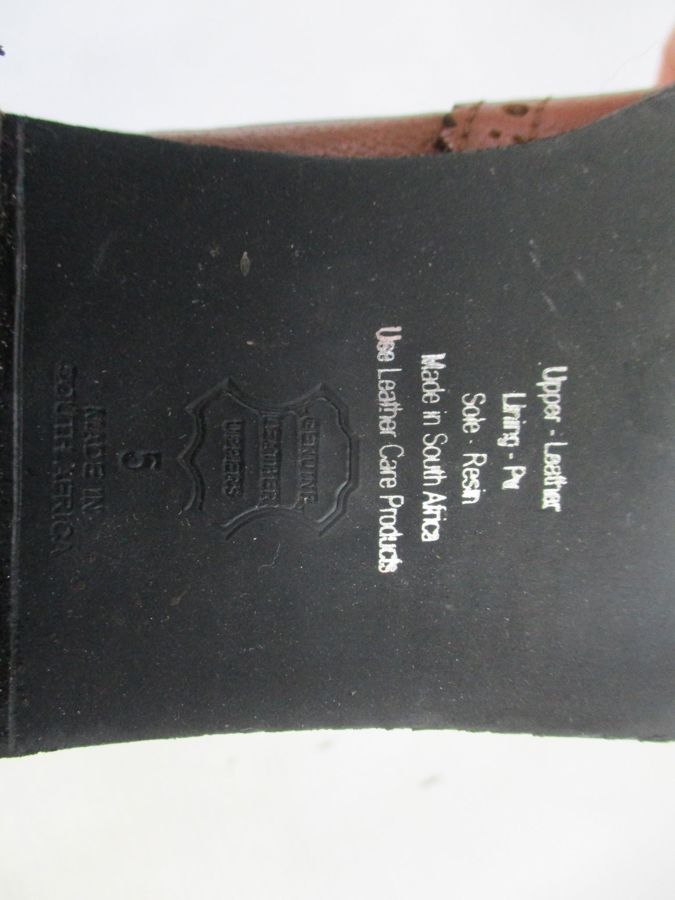 Upper - Leather
Lining - Pu
Sole - Resin
Made in South Africa
Use Leather Care Products
GENUINE
LEATHER
UPPERS
5
MADE IN
SOUTH AFRICA